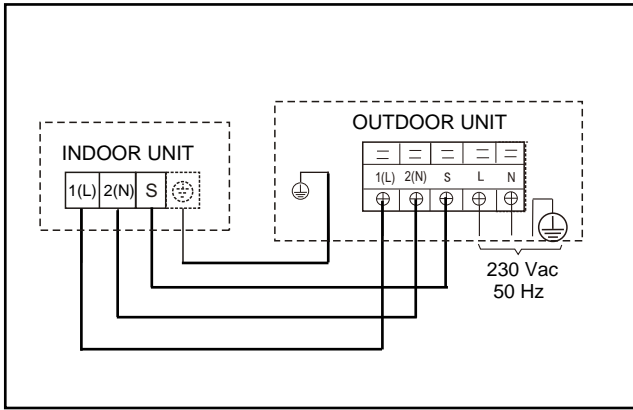 OUTDOOR UNIT
INDOOR UNIT
1(L) 2(N) S L N
1(L) 2(N) S
230 Vac
50 Hz